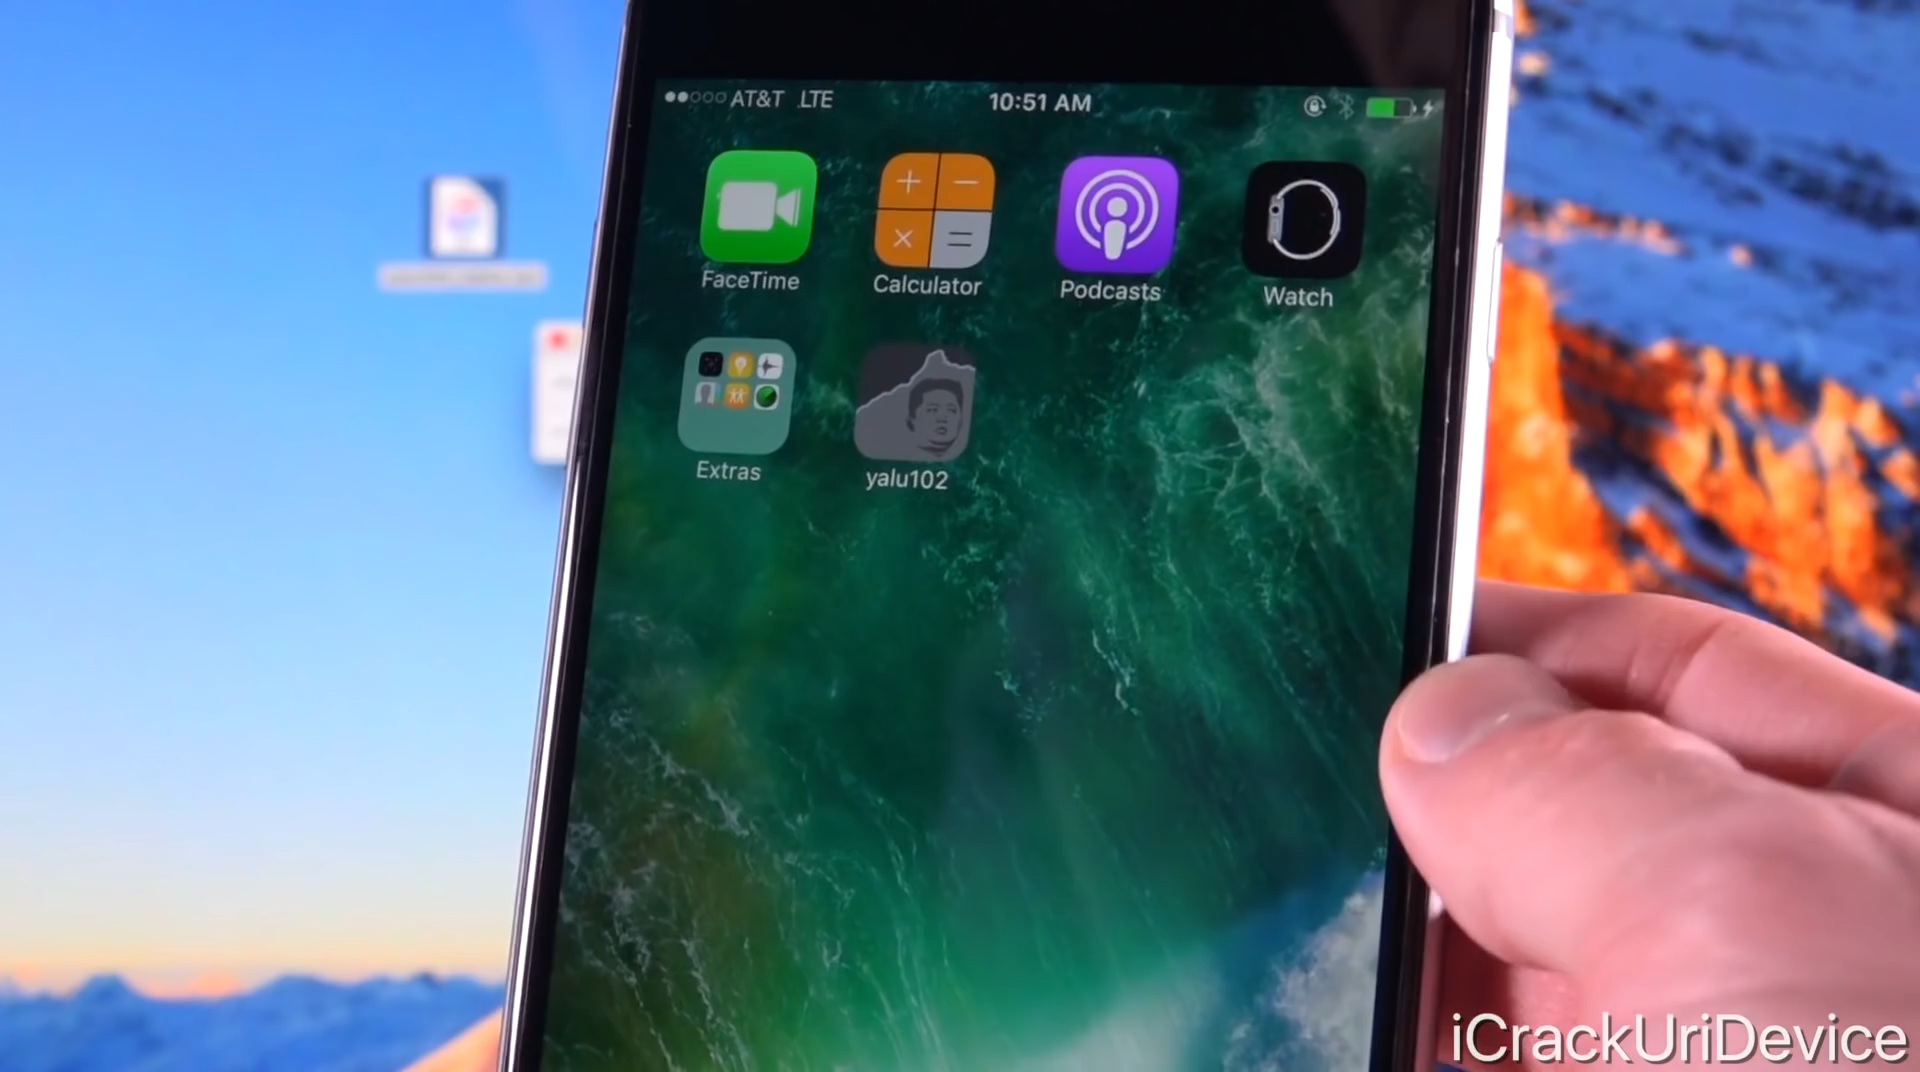 AT&T LTE
10:51 AM
FaceTime
Calculator
Podcasts
Watch
Extras
yalu102
iCrackUriDevice